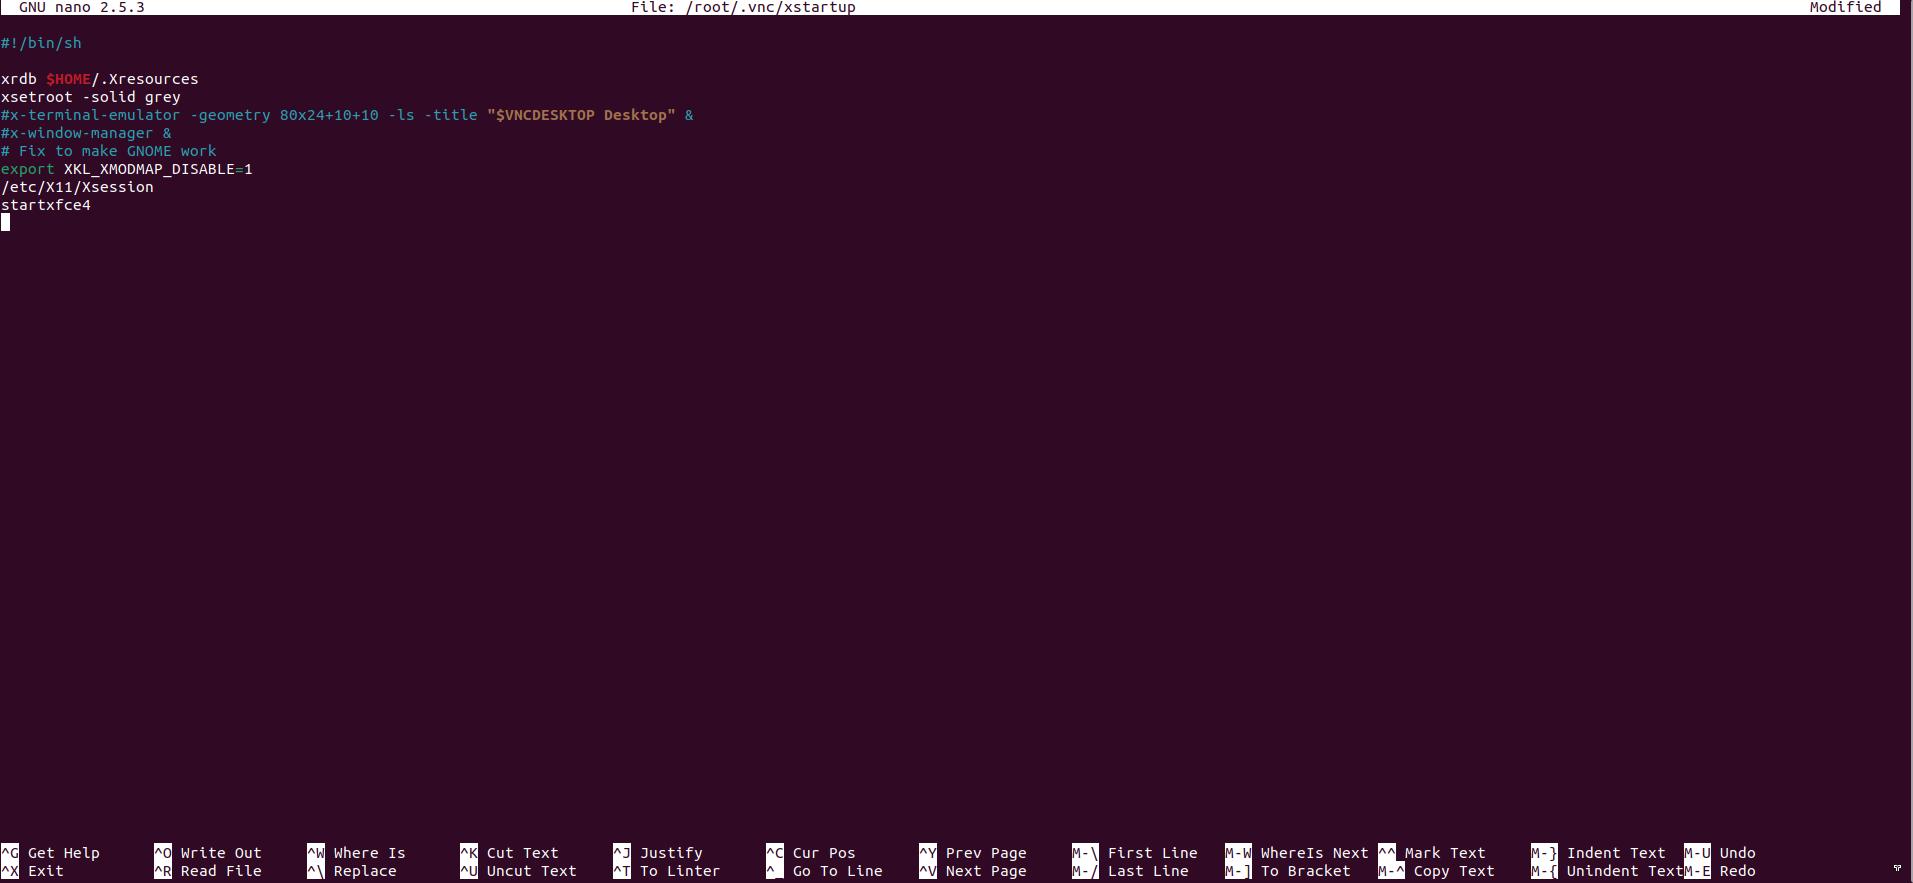 GNU nano 2.5.3 File: /root/.vnc/xstartup Modified
#!/bin/sh
xrdb $HOME/.Xresources
xsetroot -solid grey
#x-terminal-emulator -geometry 80x24+10+10 -ls -title "$VNCDESKTOP Desktop" &
#x-window-manager &
# Fix to make GNOME work
export XKL_XMODMAP_DISABLE=1
/etc/X11/Xsession
startxfce4
^G Get Help ^O Write Out ^W Where Is ^K Cut Text ^J Justify ^C Cur Pos ^Y Prev Page M-\ First Line M-W WhereIs Next ^^ Mark Text M-} Indent Text M-U Undo
^X Exit ^R Read File ^\ Replace ^U Uncut Text ^T To Linter ^_ Go To Line ^V Next Page M-/ Last Line M-] To Bracket M-^ Copy Text M-{ Unindent Text M-E Redo